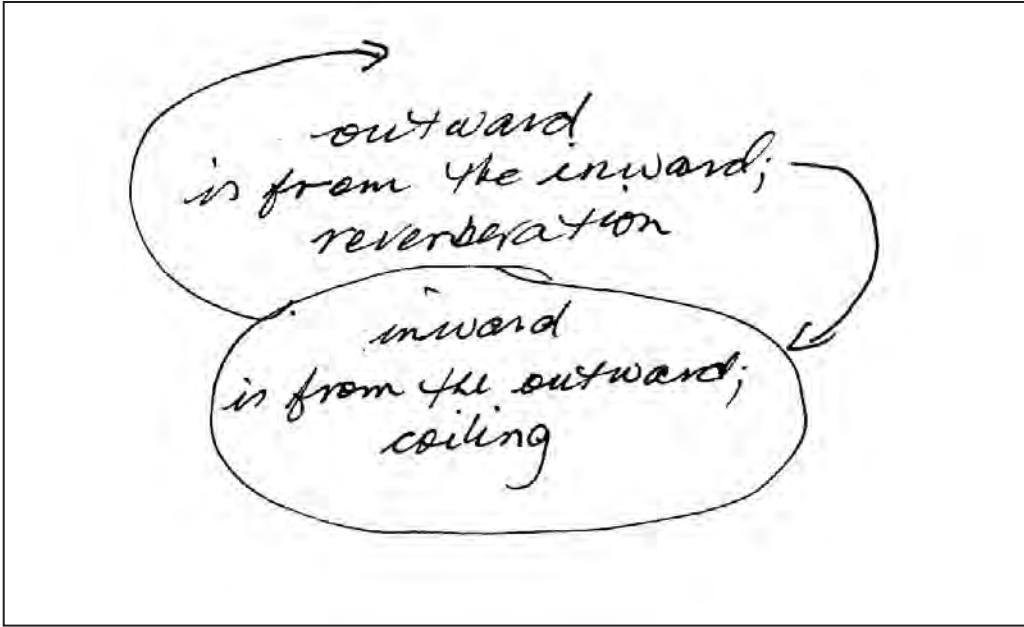 outward
is from the inward;
reverberation
inward
is from the outward;
coiling